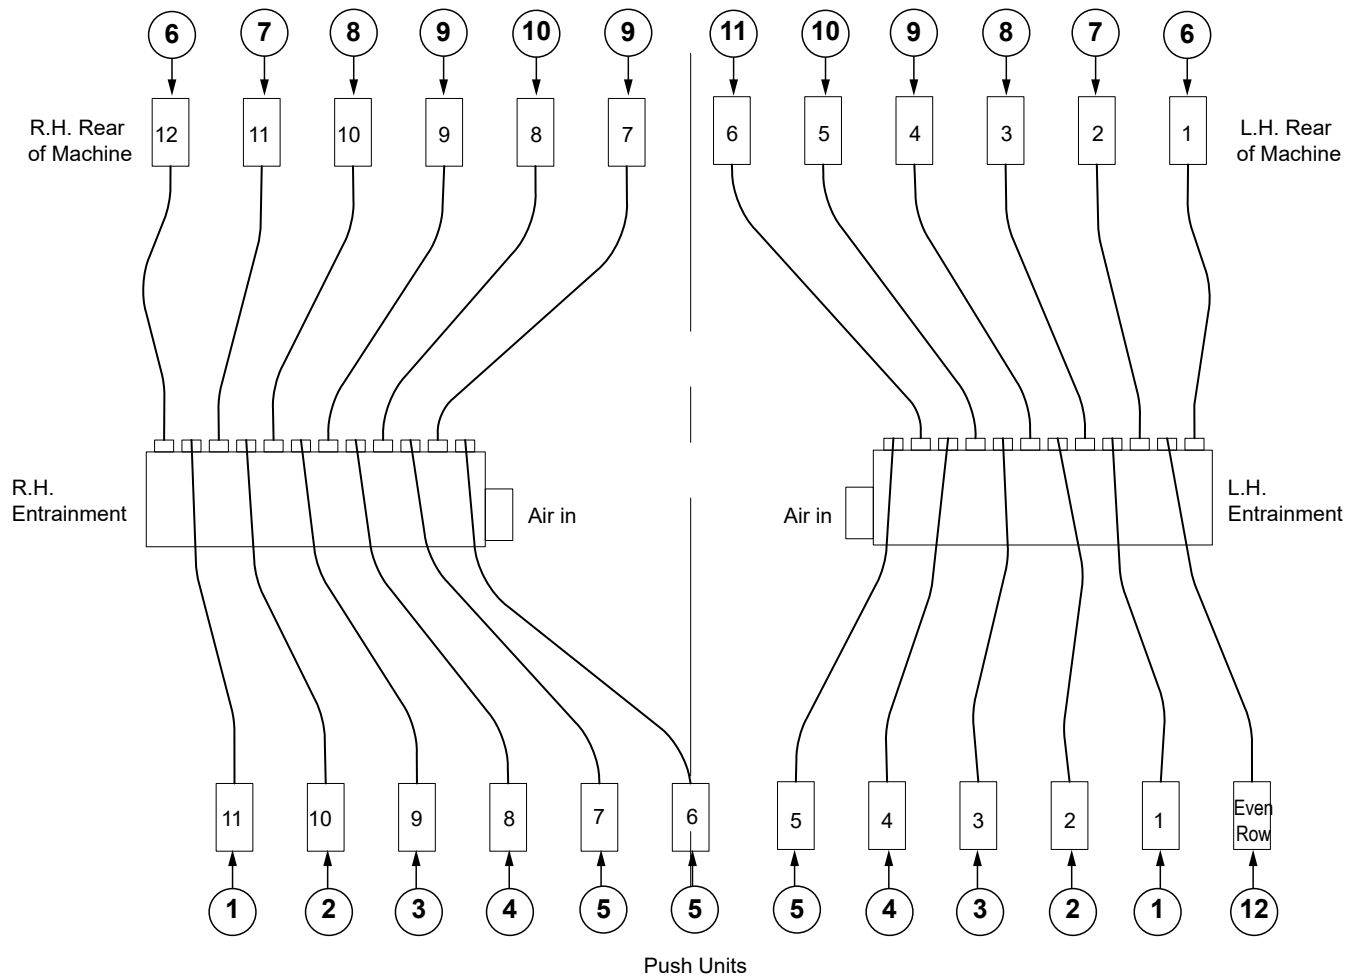 6 7 8 9 10 9 11 10 9 8 7 6
R.H. Rear
of Machine
12 11 10 9 8 7 6 5 4 3 2 1
L.H. Rear
of Machine
R.H.
Entrainment
Air in
Air in
L.H.
Entrainment
11 10 9 8 7 6 5 4 3 2 1
Even
Row
1 2 3 4 5 5 5 4 3 2 1 12
Push Units